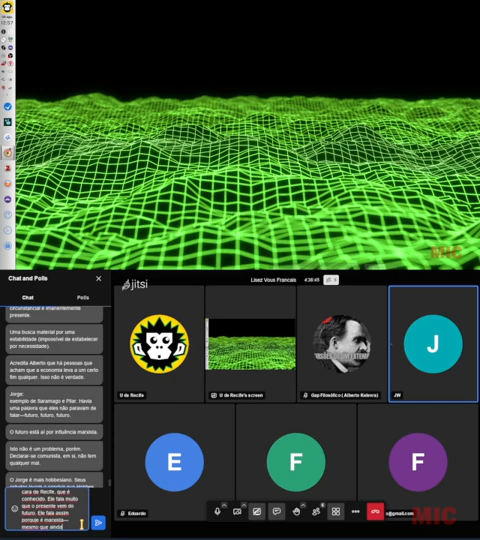 12:57
MIC
Chat and Polls
Chat
Polls
circunstancial e imanentemente
presente.
Uma busca material por uma
estabilidade (impossível de estabelecer
por necessidade).
Acredita Alberto que há pessoas que
acham que a economia leva a um certo
fim qualquer. Isso não é verdade.
Jorge:
exemplo de Saramago e Pilar. Havia
uma palavra que eles não paravam de
falar—futuro, futuro, futuro.
O futuro está aí por influência marxista.
Isto não é um problema, porém.
Declarar-se comunista, em si, não tem
qualquer mal.
O Jorge é mais hobbesiano. Seus
cara de Recife, que é
conhecido. Ele fala muito
que o presente vem do
futuro. Ele fala assim
porque é marxista—
mesmo que ainda
jitsi
Lisez Vous Francais
4:38:45
U de Recife
U de Recife's screen
Gap Filosófico ( Alberto
J
JW
E
Eduardo
F
F
@gmail.com
MIC